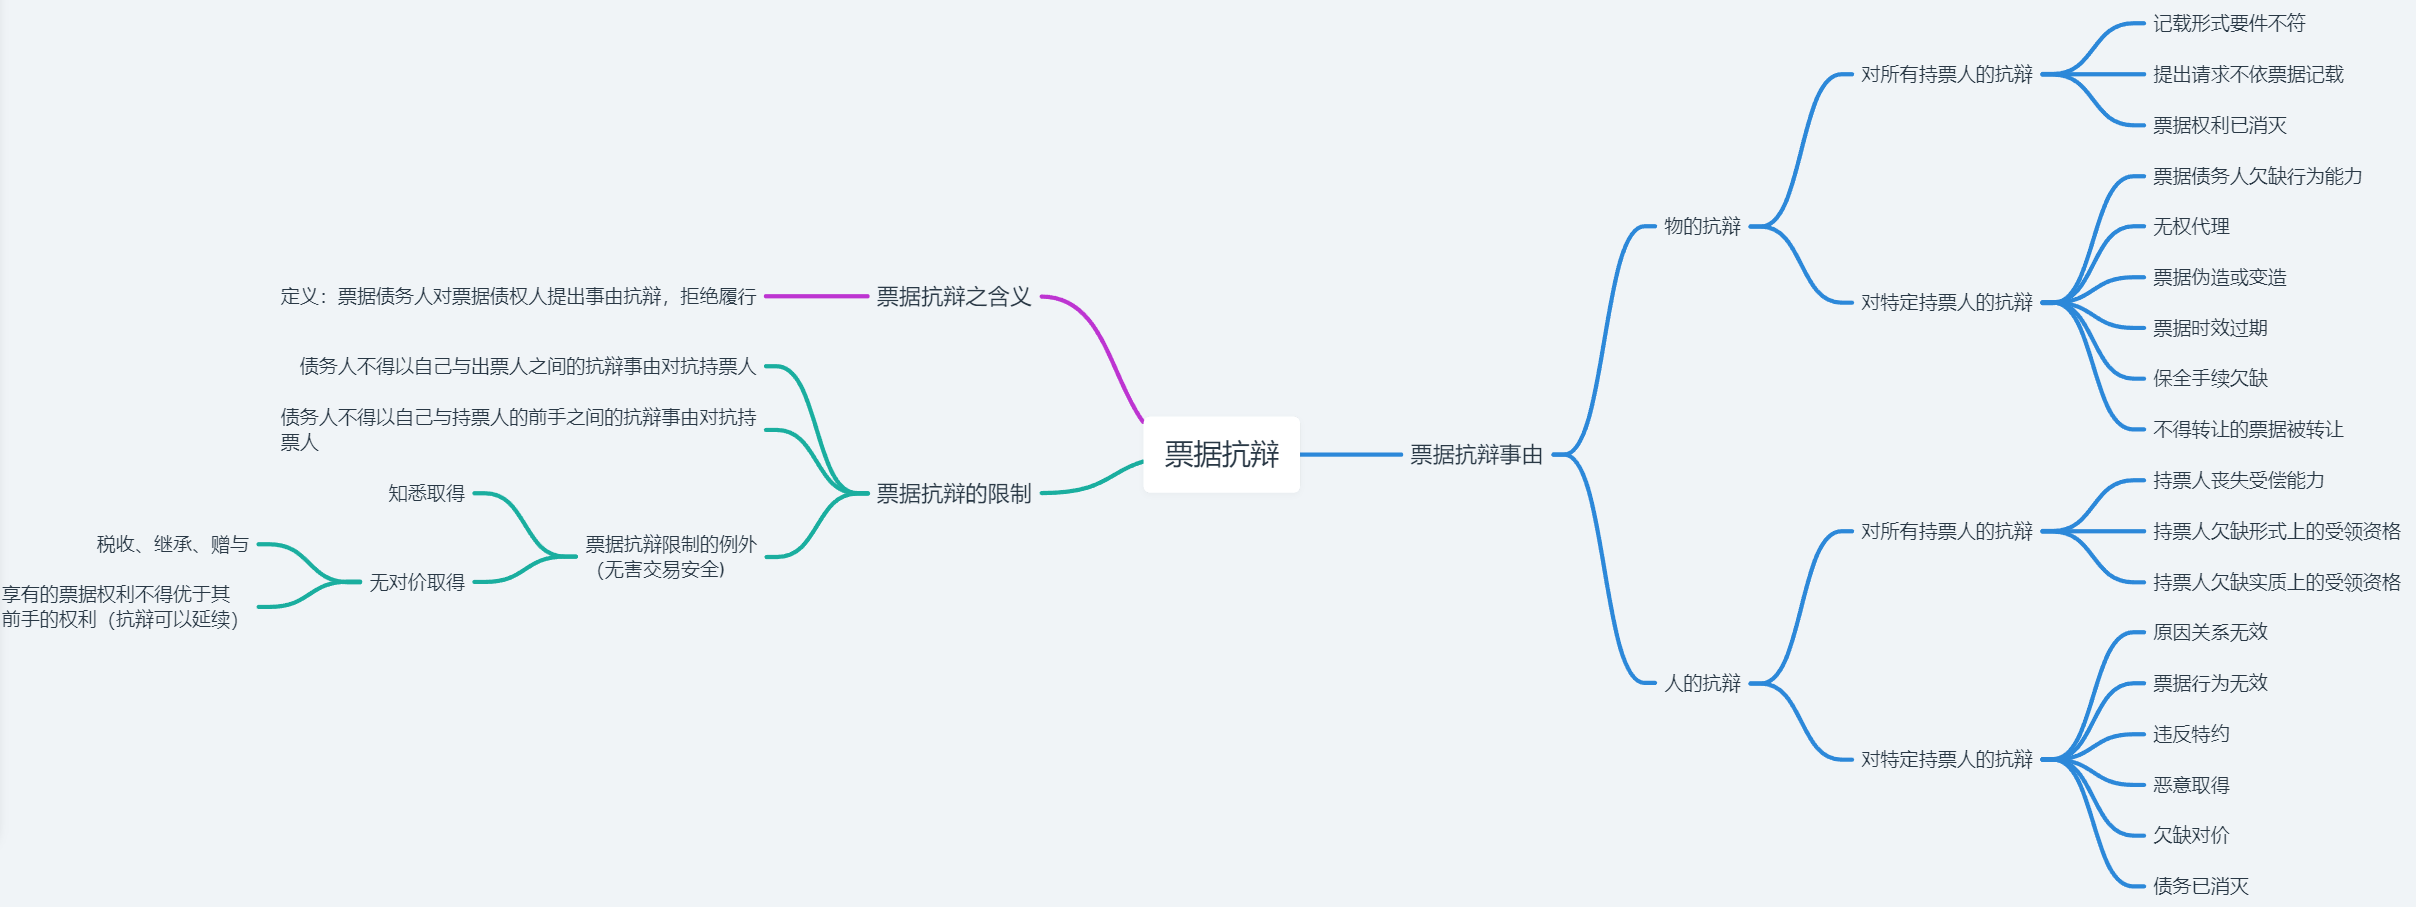 票据抗辩
票据抗辩之含义
定义：票据债务人对票据债权人提出事由抗辩，拒绝履行
票据抗辩的限制
债务人不得以自己与出票人之间的抗辩事由对抗持票人
债务人不得以自己与持票人的前手之间的抗辩事由对抗持
票人
票据抗辩限制的例外
（无害交易安全）
知悉取得
无对价取得
税收、继承、赠与
享有的票据权利不得优于其
前手的权利（抗辩可以延续）
票据抗辩事由
物的抗辩
对所有持票人的抗辩
记载形式要件不符
提出请求不依票据记载
票据权利已消灭
对特定持票人的抗辩
票据债务人欠缺行为能力
无权代理
票据伪造或变造
票据时效过期
保全手续欠缺
不得转让的票据被转让
人的抗辩
对所有持票人的抗辩
持票人丧失受偿能力
持票人欠缺形式上的受领资格
持票人欠缺实质上的受领资格
对特定持票人的抗辩
原因关系无效
票据行为无效
违反特约
恶意取得
欠缺对价
债务已消灭